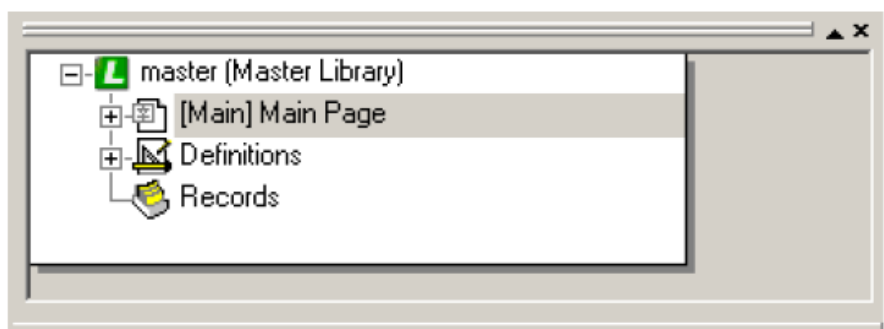 master (Master Library)
[Main] Main Page
Definitions
Records